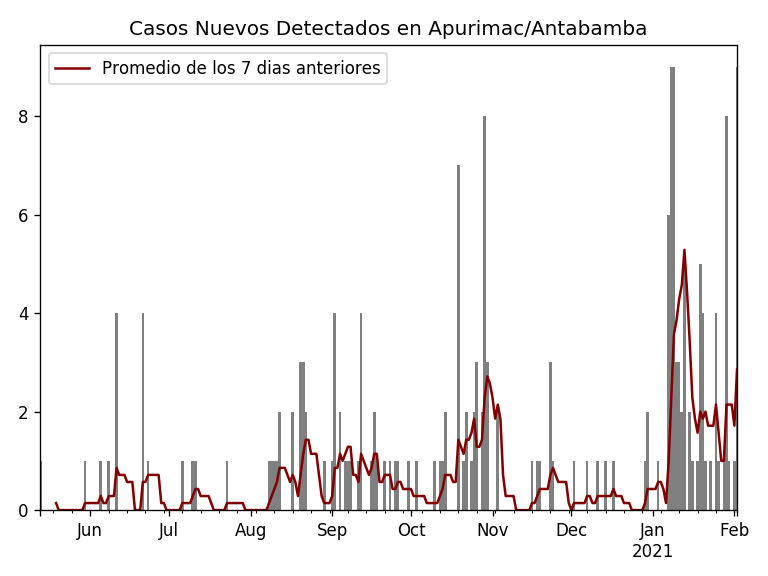 Casos Nuevos Detectados en Apurimac/Antabamba
Promedio de los 7 dias anteriores
8
6
4
2
0
Jun Jul Aug Sep Oct Nov Dec Jan Feb
2021